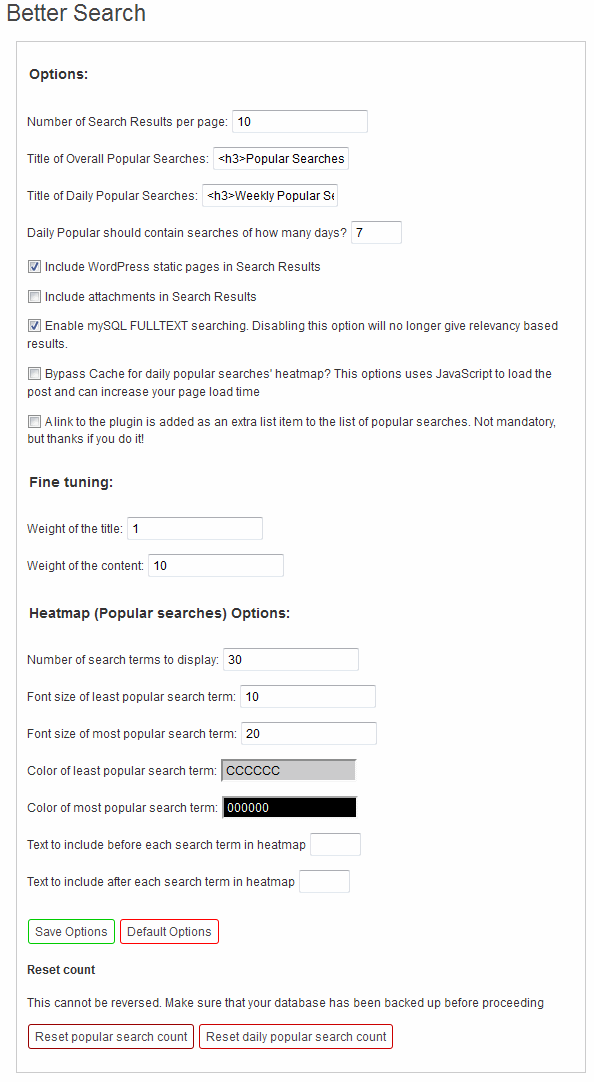 Better Search
Options:
Number of Search Results per page: 10
Title of Overall Popular Searches: <h3>Popular Searches
Title of Daily Popular Searches: <h3>Weekly Popular Se
Daily Popular should contain searches of how many days? 7
Include WordPress static pages in Search Results
Include attachments in Search Results
Enable mySQL FULLTEXT searching. Disabling this option will no longer give relevancy based
results.
Bypass Cache for daily popular searches' heatmap? This options uses JavaScript to load the
post and can increase your page load time
A link to the plugin is added as an extra list item to the list of popular searches. Not mandatory,
but thanks if you do it!
Fine tuning:
Weight of the title: 1
Weight of the content: 10
Heatmap (Popular searches) Options:
Number of search terms to display: 30
Font size of least popular search term: 10
Font size of most popular search term: 20
Color of least popular search term: CCCCCC
Color of most popular search term: 000000
Text to include before each search term in heatmap
Text to include after each search term in heatmap
Save Options Default Options
Reset count
This cannot be reversed. Make sure that your database has been backed up before proceeding
Reset popular search count Reset daily popular search count